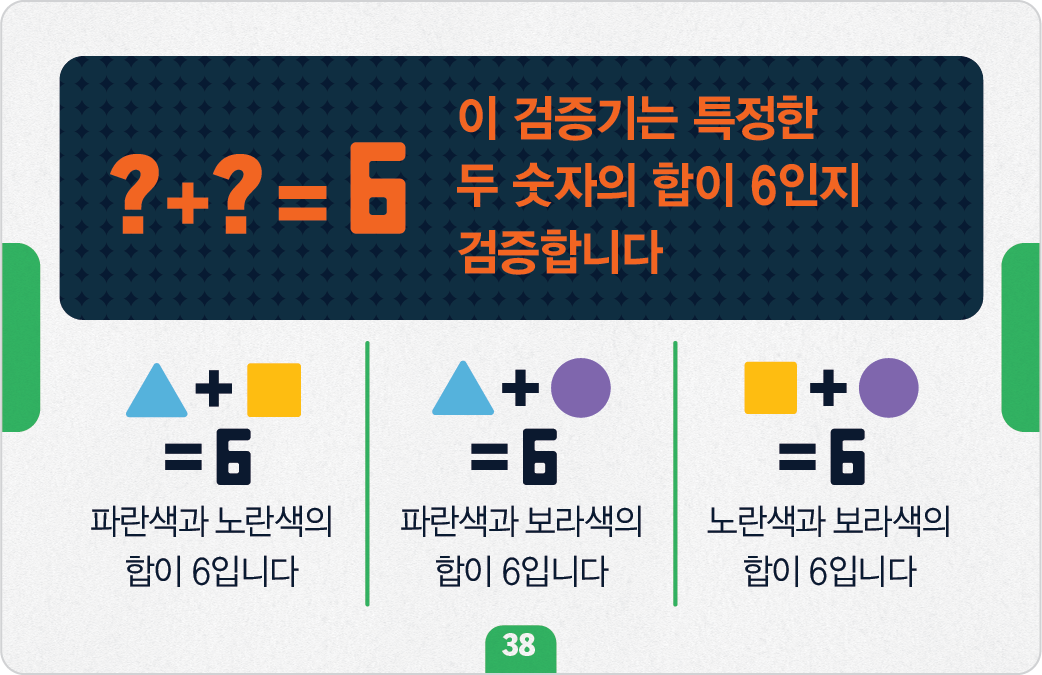 ?+?=6
이 검증기는 특정한
두 숫자의 합이 6인지
검증합니다
+
=6
파란색과 노란색의
합이 6입니다
+
=6
파란색과 보라색의
합이 6입니다
+
=6
노란색과 보라색의
합이 6입니다
38